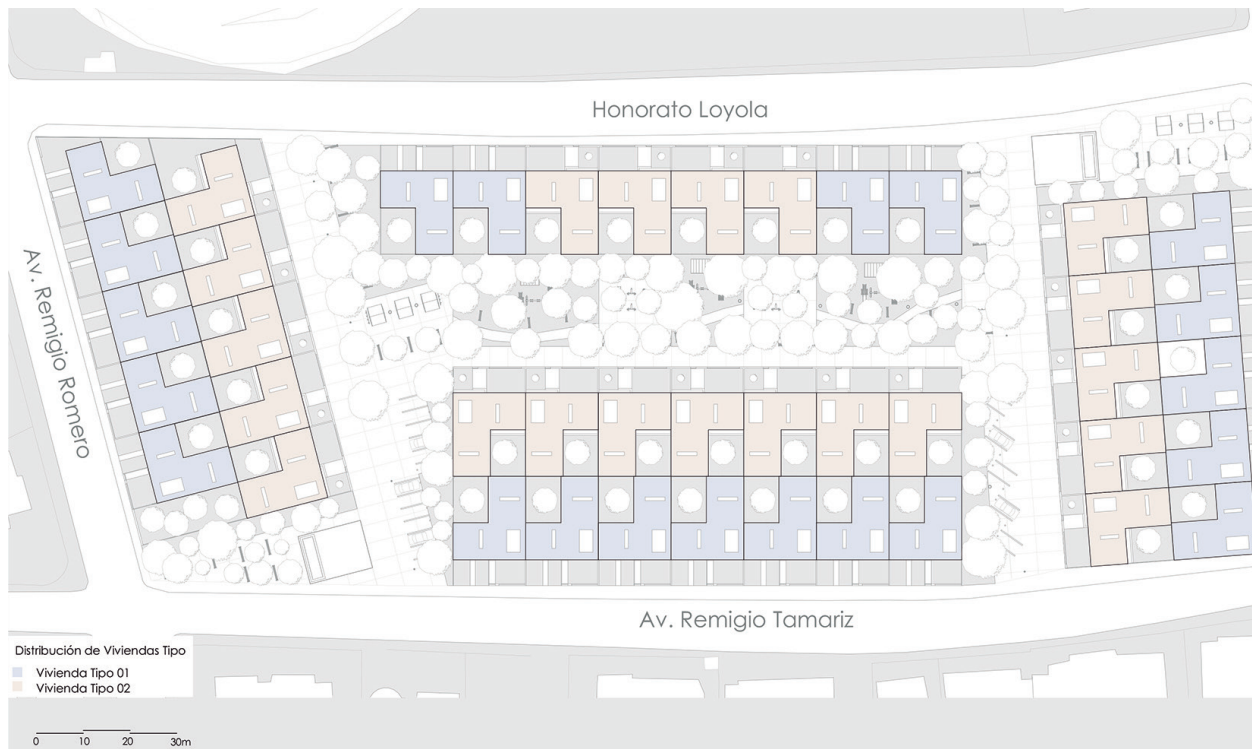 Honorato Loyola
Av. Remigio Romero
Av. Remigio Tamariz
Distribución de Viviendas Tipo
Vivienda Tipo 01
Vivienda Tipo 02
0 10 20 30m